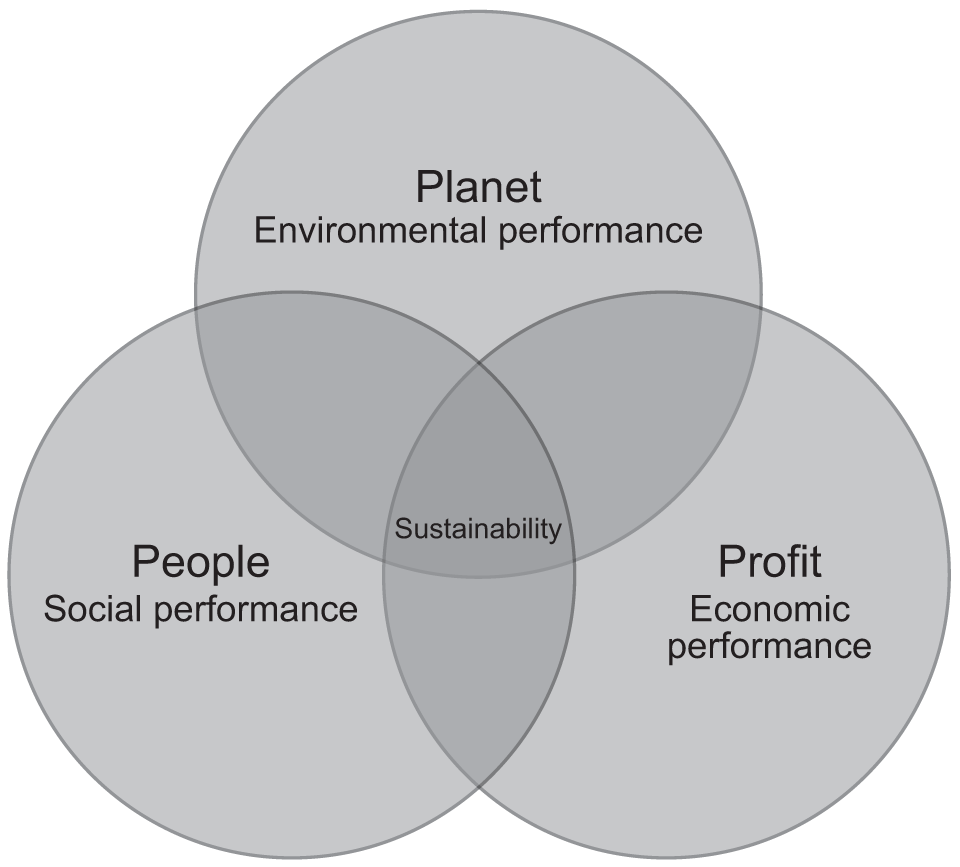 Planet
Environmental performance
Sustainability
People
Social performance
Profit
Economic
performance